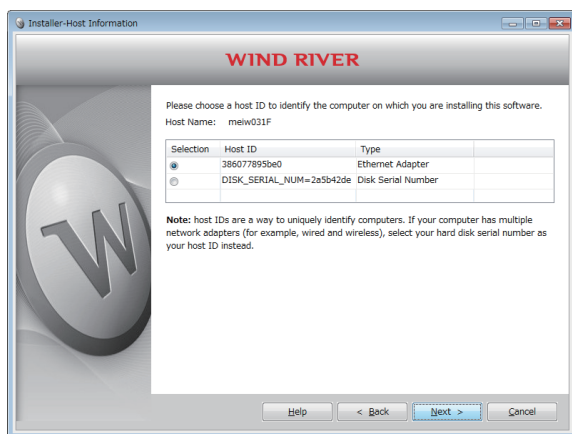 Installer-Host Information
WIND RIVER
Please choose a host ID to identify the computer on which you are installing this software.
Host Name: meiw031F
Selection Host ID Type
386077895be0 Ethernet Adapter
DISK_SERIAL_NUM=2a5b42de Disk Serial Number
Note: host IDs are a way to uniquely identify computers. If your computer has multiple
network adapters (for example, wired and wireless), select your hard disk serial number as
your host ID instead.
W
Help < Back Next > Cancel